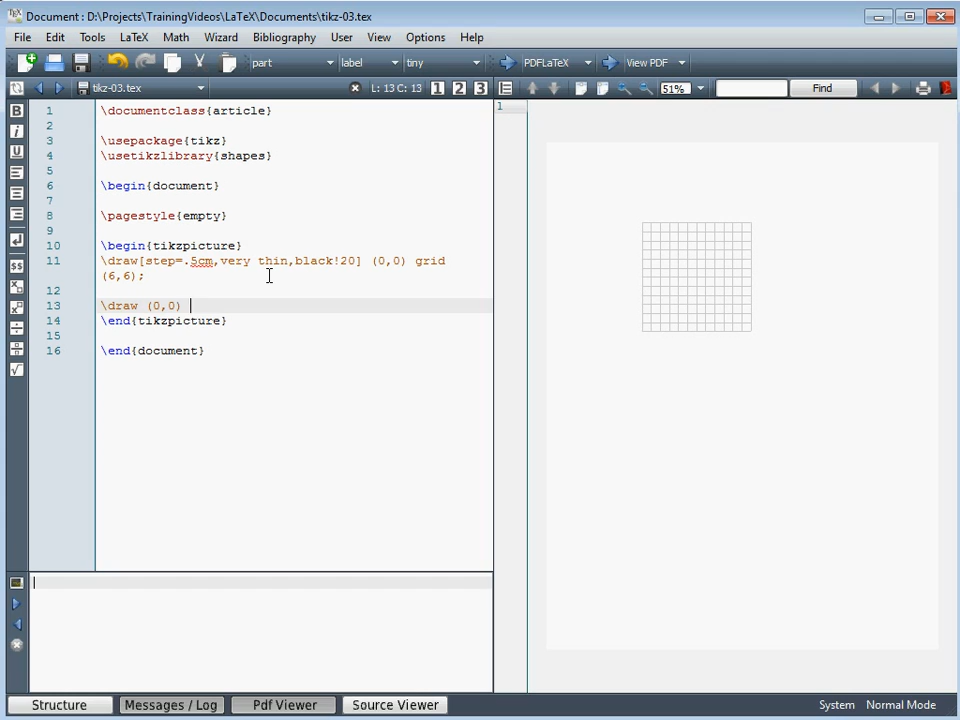 Document : D:\Projects\TrainingVideos\LaTeX\Documents\tikz-03.tex
File Edit Tools LaTeX Math Wizard Bibliography User View Options Help
part label tiny PDFLaTeX View PDF
tikz-03.tex L: 13 C: 13 1 2 3 51% Find
1 \documentclass{article}
2
3 \usepackage{tikz}
4 \usetikzlibrary{shapes}
5
6 \begin{document}
7
8 \pagestyle{empty}
9
10 \begin{tikzpicture}
11 \draw[step=.5cm,very thin,black!20] (0,0) grid
(6,6);
12
13 \draw (0,0)
14 \end{tikzpicture}
15
16 \end{document}
1
Structure Messages / Log Pdf Viewer Source Viewer System Normal Mode